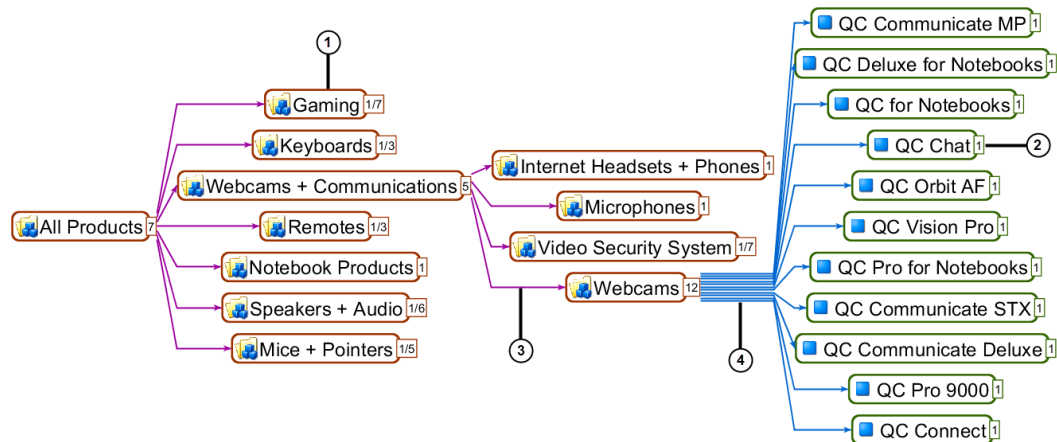 1
Gaming 1/7
Keyboards 1/3
Webcams + Communications 5
All Products 7
Remotes 1/3
Notebook Products 1
Speakers + Audio 1/6
Mice + Pointers 1/5
Internet Headsets + Phones 1
Microphones 1
Video Security System 1/7
Webcams 12
3
4
QC Communicate MP 1
QC Deluxe for Notebooks 1
QC for Notebooks 1
QC Chat 1
2
QC Orbit AF 1
QC Vision Pro 1
QC Pro for Notebooks 1
QC Communicate STX 1
QC Communicate Deluxe 1
QC Pro 9000 1
QC Connect 1